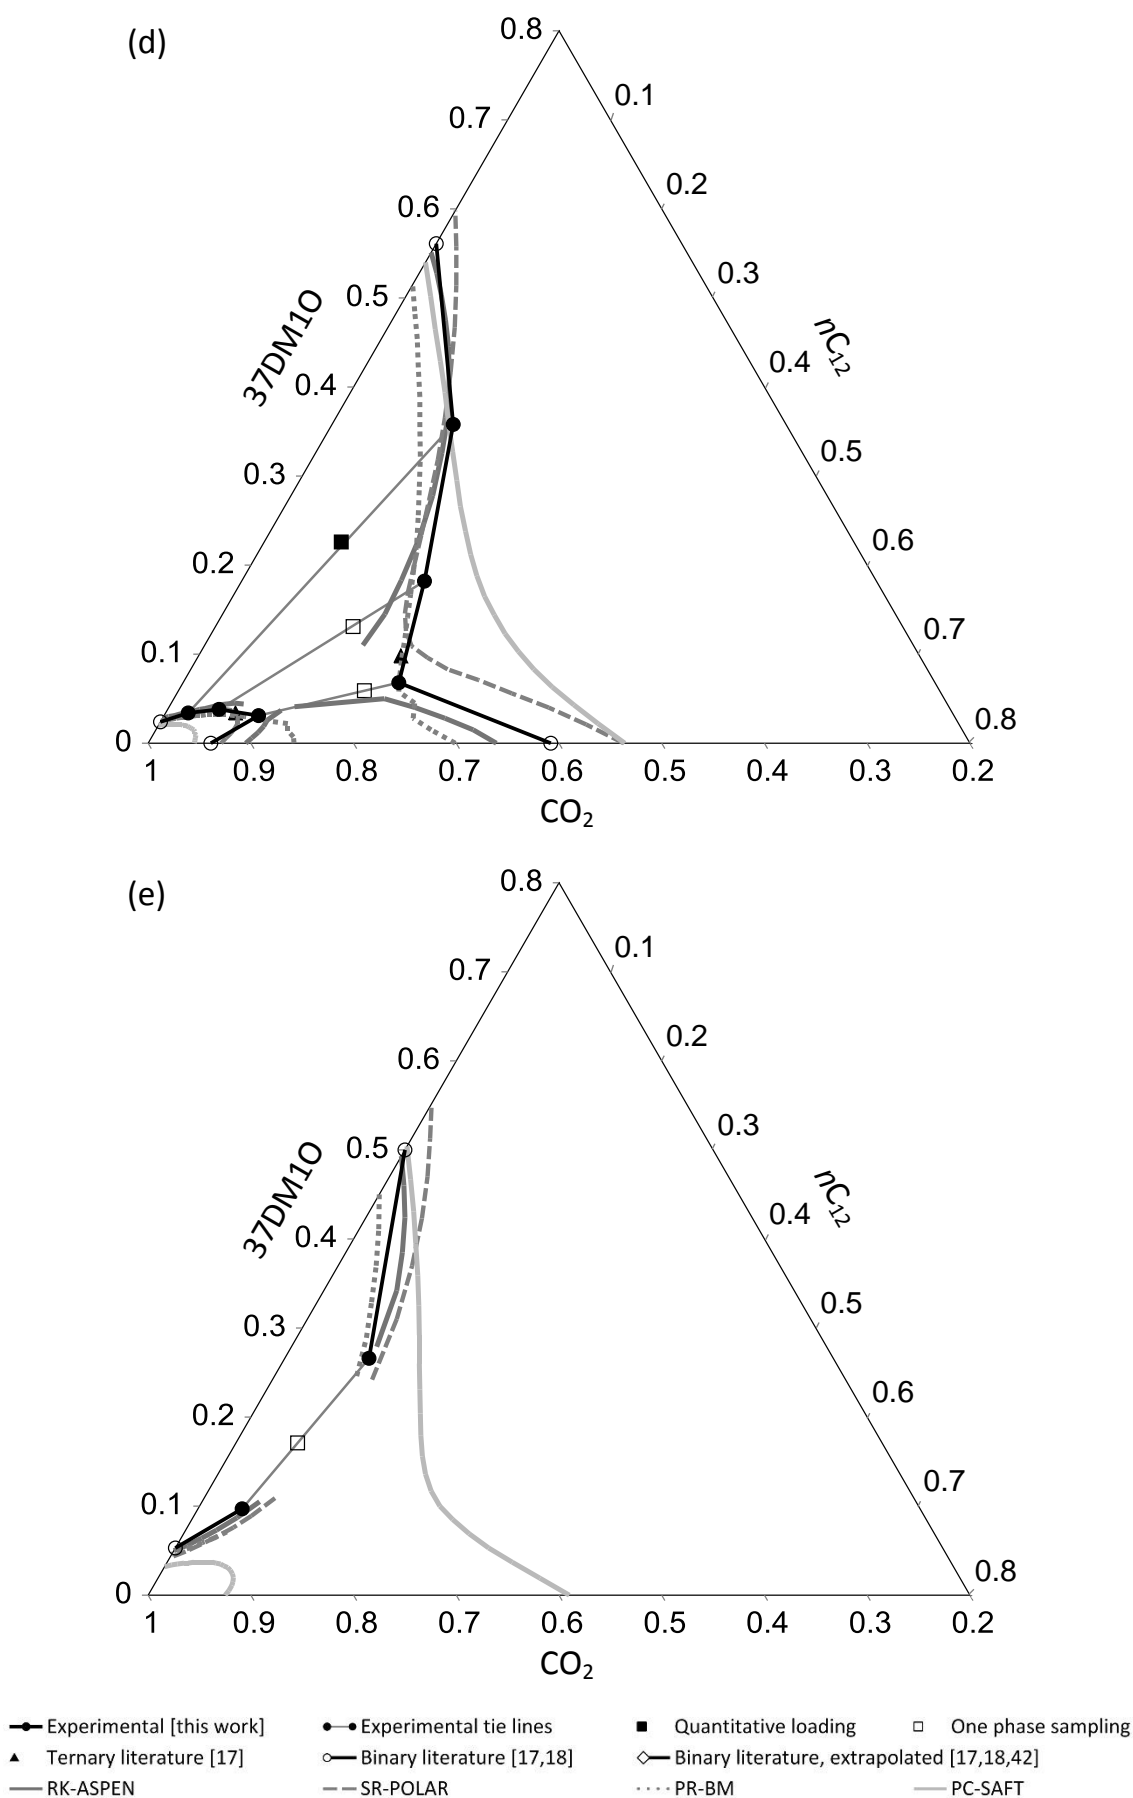 (d)
0.8
0.1
0.7
0.2
0.6
0.3
0.5
37DM1O
nC12
0.4
0.4
0.5
0.3
0.6
0.2
0.7
0.1
0.8
0
1 0.9 0.8 0.7 0.6 0.5 0.4 0.3 0.2
CO2
(e)
0.8
0.1
0.7
0.2
0.6
0.3
0.5
37DM1O
nC12
0.4
0.4
0.5
0.3
0.6
0.2
0.7
0.1
0.8
0
1 0.9 0.8 0.7 0.6 0.5 0.4 0.3 0.2
CO2
Experimental [this work] Experimental tie lines Quantitative loading One phase sampling
Ternary literature [17] Binary literature [17,18] Binary literature, extrapolated [17,18,42]
RK-ASPEN SR-POLAR PR-BM PC-SAFT